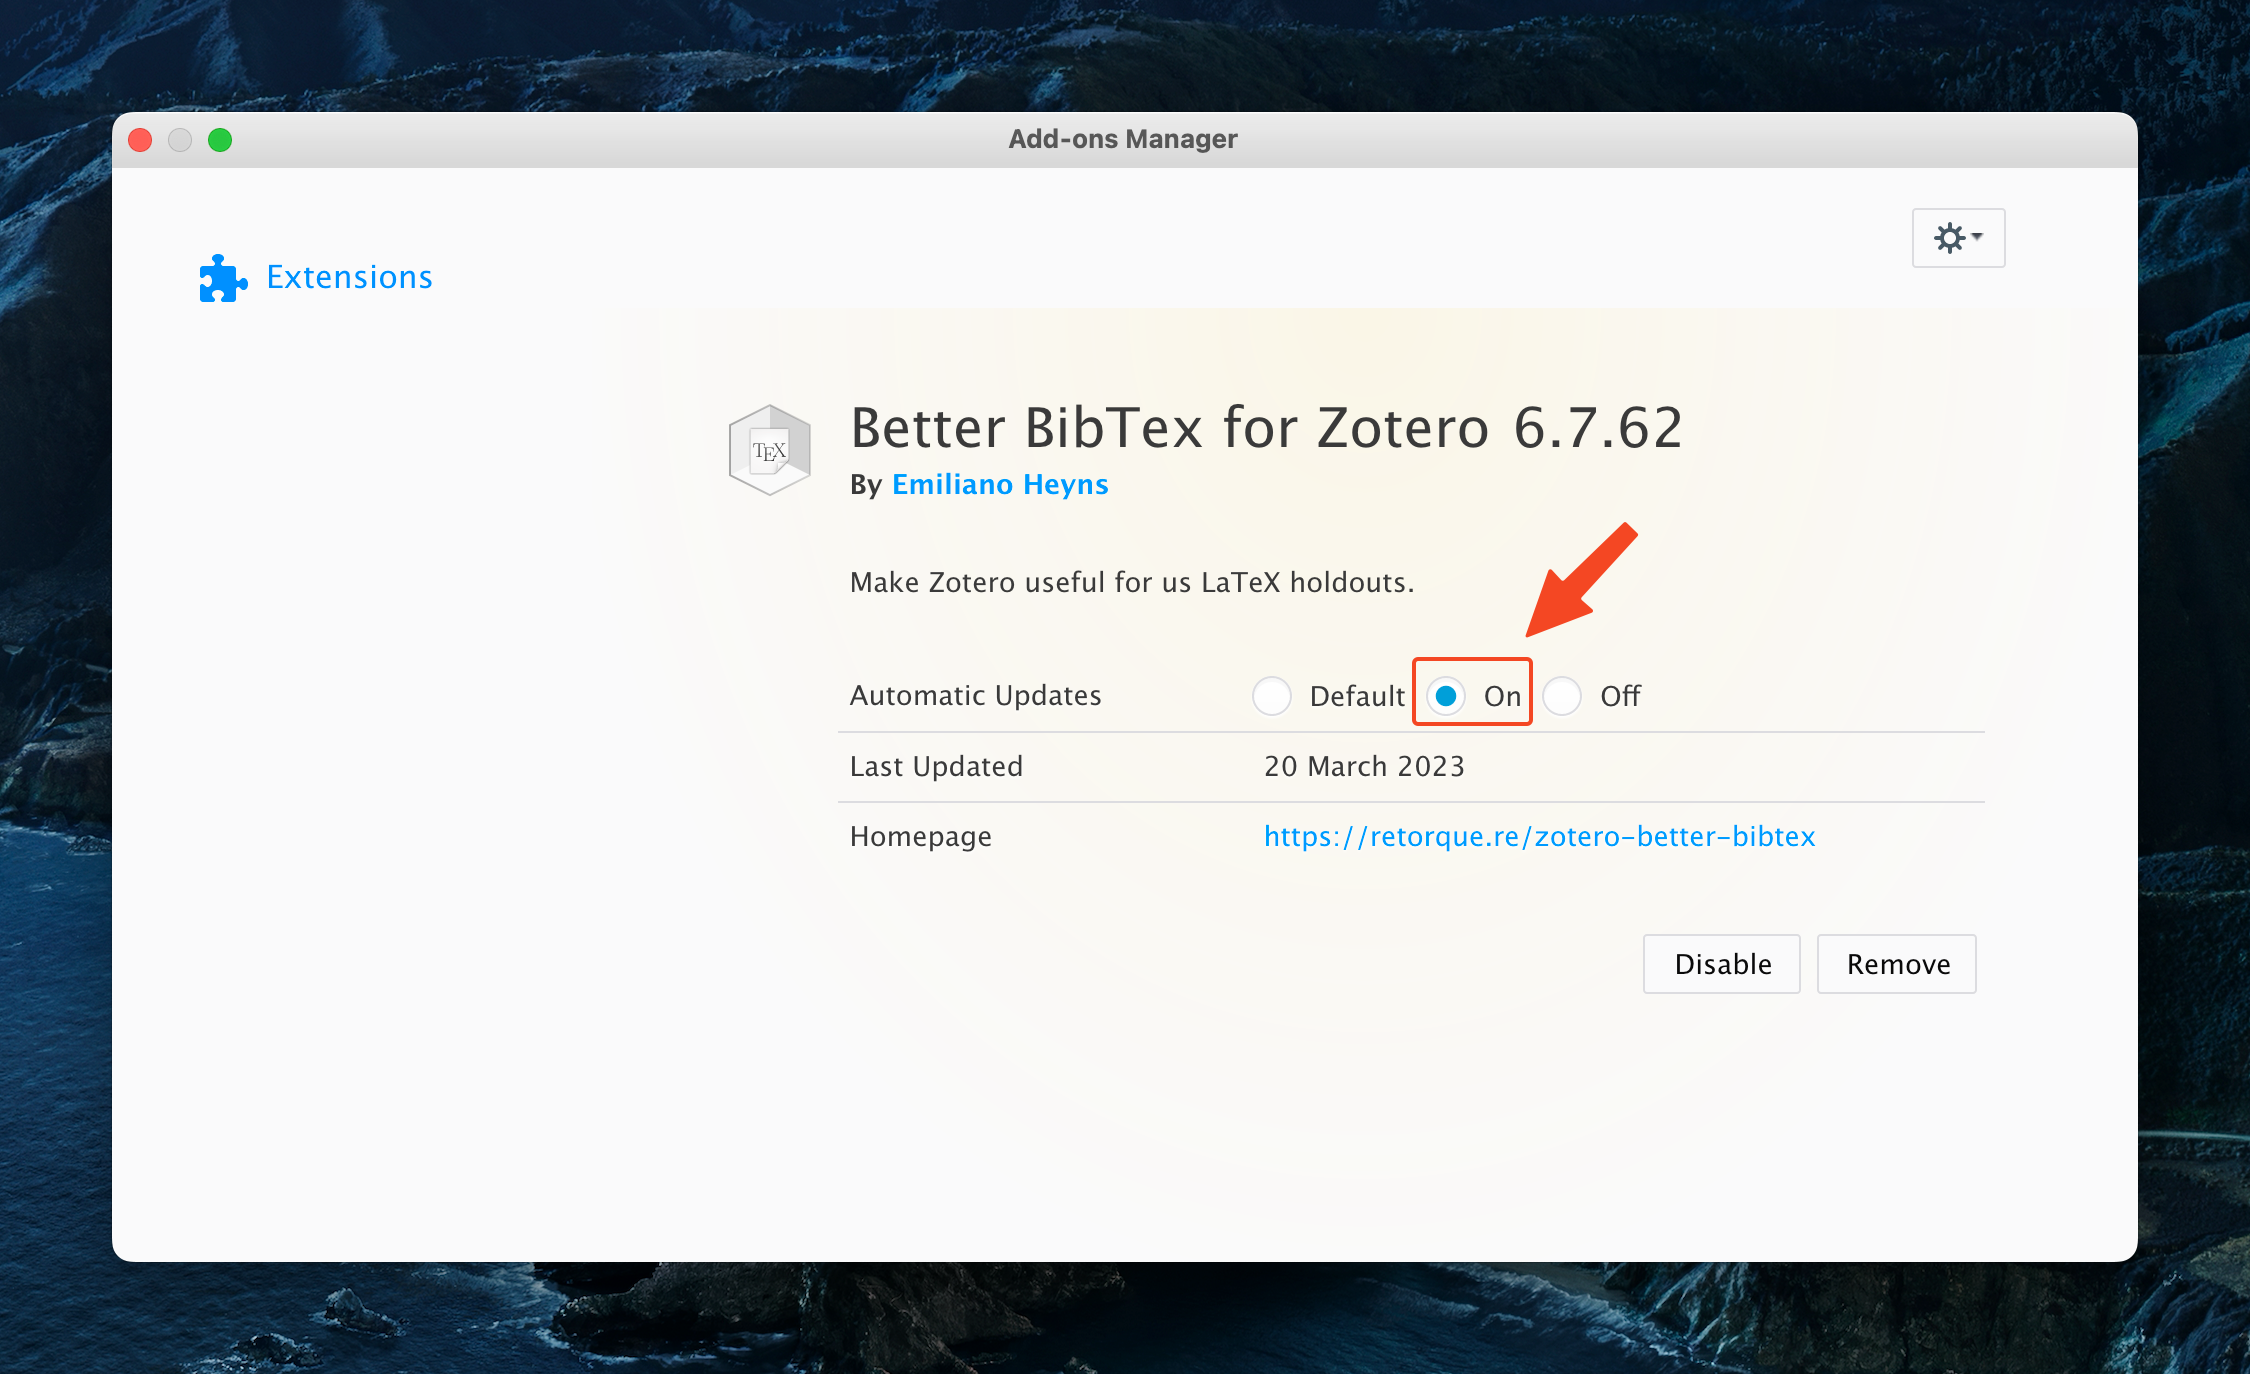 Add-ons Manager
Extensions
TEX
Better BibTex for Zotero 6.7.62
By Emiliano Heyns
Make Zotero useful for us LaTeX holdouts.
Automatic Updates Default On Off
Last Updated 20 March 2023
Homepage https://retorque.re/zotero-better-bibtex
Disable Remove